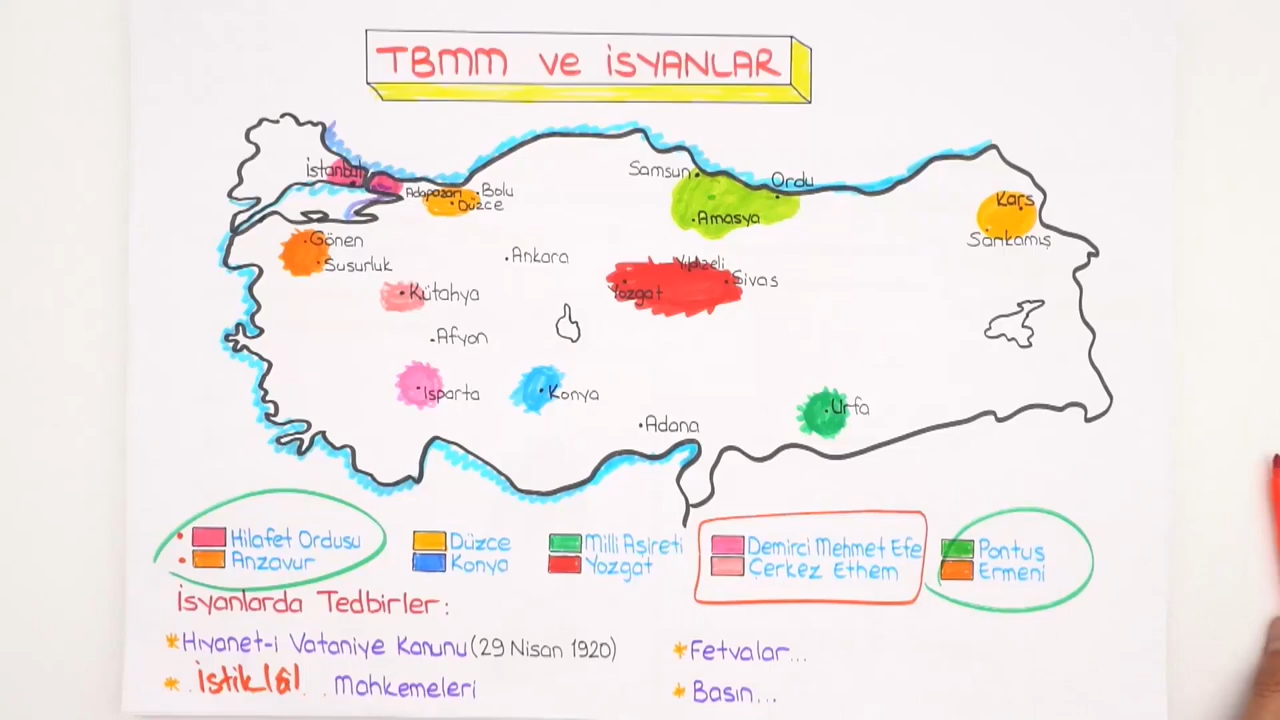 TBMM ve İSYANLAR
İstanbul
Adapazarı
Bolu
Düzce
Samsun
Ordu
Amasya
Kars
Sarıkamış
Gönen
Susurluk
Ankara
Yıldızeli
Sivas
Yozgat
Kütahya
Afyon
Isparta
Konya
Adana
Urfa
Hilafet Ordusu
Anzavur
Düzce
Konya
Milli Aşireti
Yozgat
Demirci Mehmet Efe
Çerkez Ethem
Pontus
Ermeni
İsyanlarda Tedbirler:
*Hıyanet-i Vataniye Kanunu (29 Nisan 1920)
* İstiklâl Mahkemeleri
*Fetvalar...
*Basın...